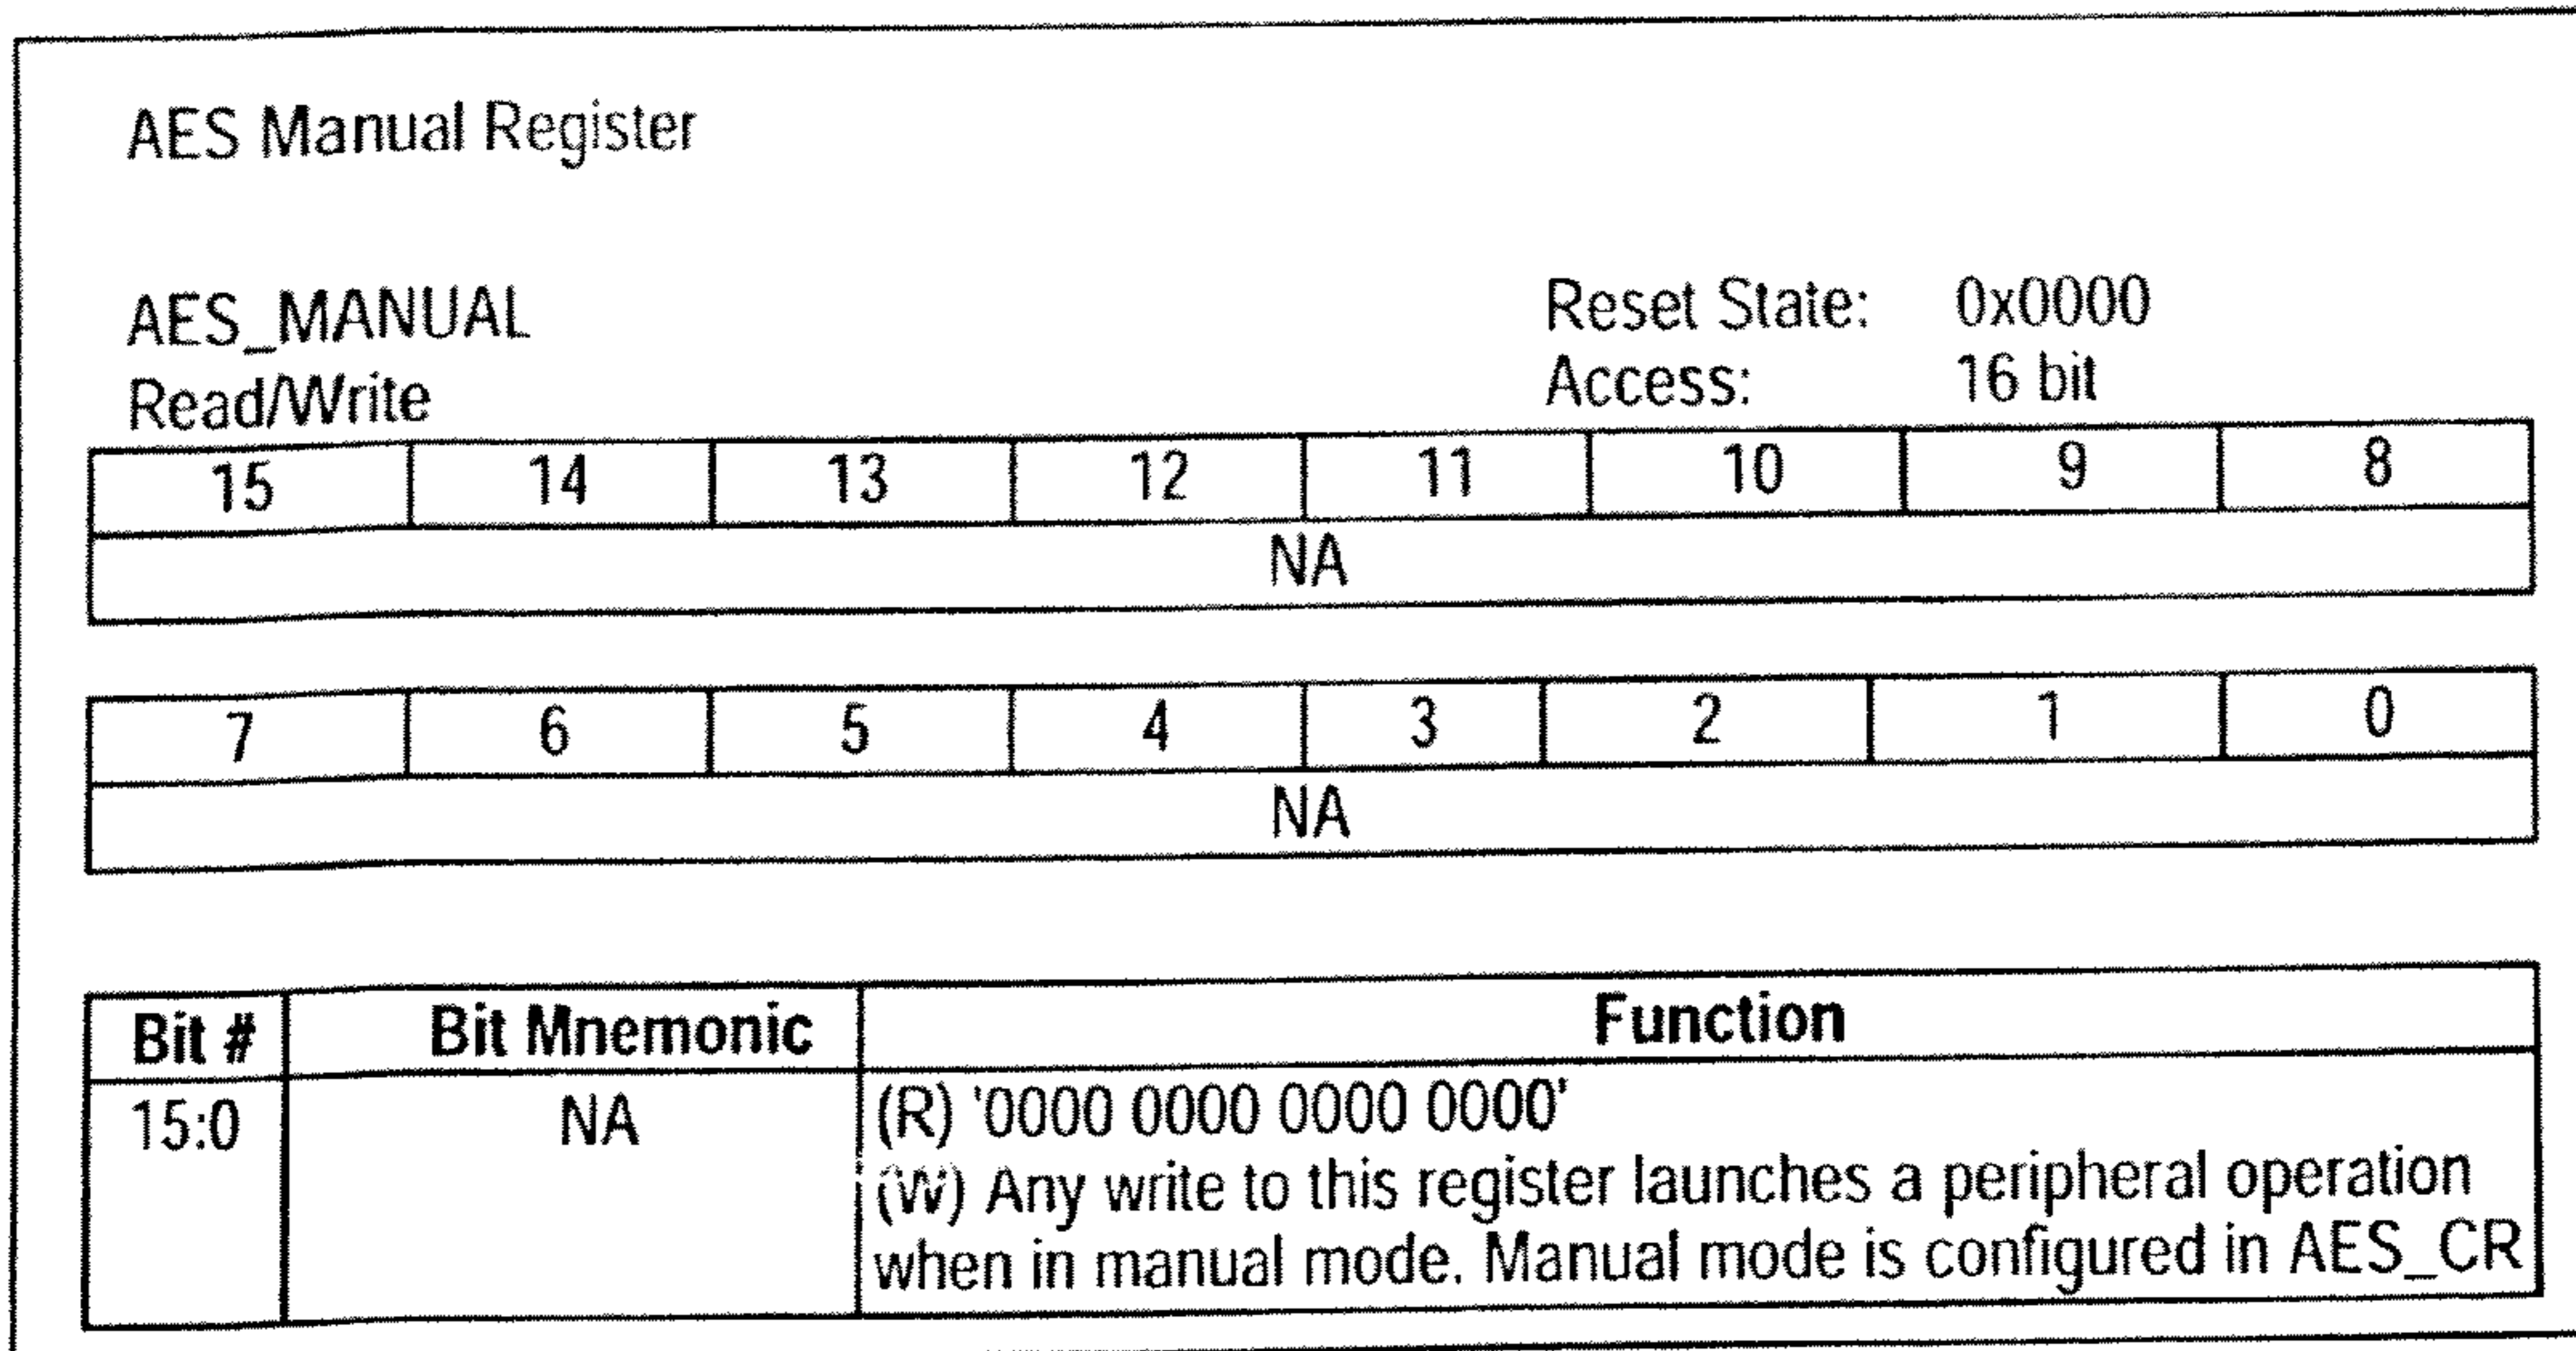 AES Manual Register
AES_MANUAL
Reset State: 0x0000
Read/Write
Access: 16 bit
15 14 13 12 11 10 9 8
NA
7 6 5 4 3 2 1 0
NA
Bit # Bit Mnemonic Function
15:0 NA (R) '0000 0000 0000 0000'
(W) Any write to this register launches a peripheral operation
when in manual mode. Manual mode is configured in AES_CR